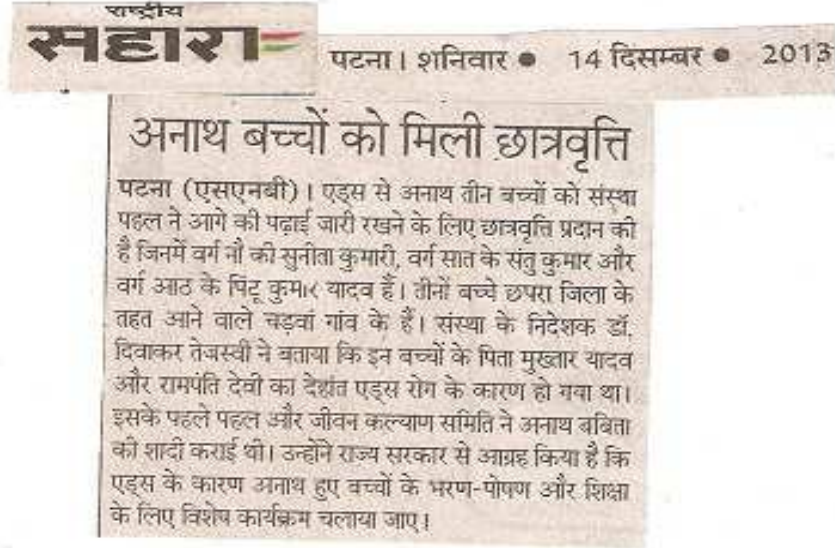 राष्ट्रीय
सहारा
पटना । शनिवार ● 14 दिसम्बर ● 2013
अनाथ बच्चों को मिली छात्रवृत्ति
पटना (एसएनबी)। एड्स से अनाथ तीन बच्चों को संस्था
पहल ने आगे की पढ़ाई जारी रखने के लिए छात्रवृत्ति प्रदान की
है जिनमें वर्ग नौ की सुनीता कुमारी, वर्ग सात के संतु कुमार और
वर्ग आठ के पिंटू कुमार यादव हैं। तीनों बच्चे छपरा जिला के
तहत आने वाले चड़वां गांव के हैं। संस्था के निदेशक डॉ.
दिवाकर तेजस्वी ने बताया कि इन बच्चों के पिता मुख्तार यादव
और रामपति देवी का देहांत एड्स रोग के कारण हो गया था।
इसके पहले पहल और जीवन कल्याण समिति ने अनाथ बबिता
की शादी कराई थी। उन्होंने राज्य सरकार से आग्रह किया है कि
एड्स के कारण अनाथ हुए बच्चों के भरण-पोषण और शिक्षा
के लिए विशेष कार्यक्रम चलाया जाए।